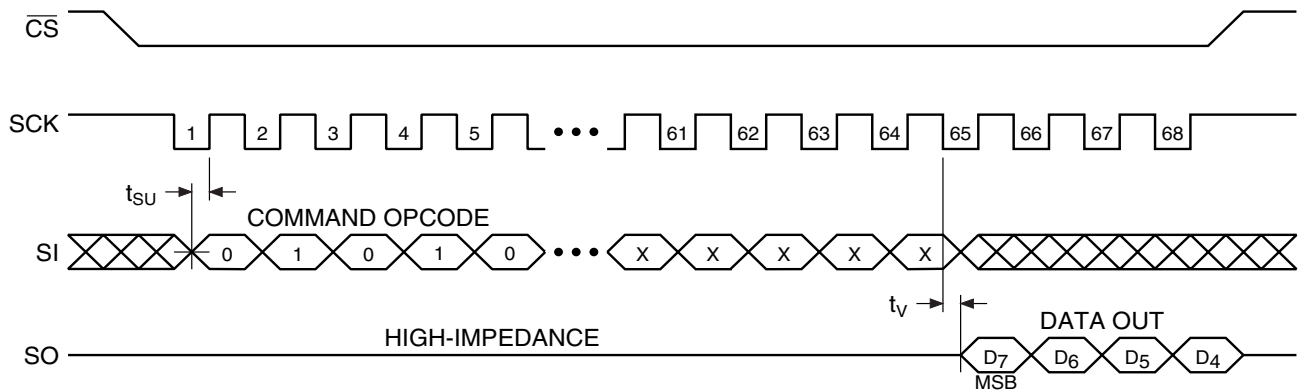 CS
SCK 1 2 3 4 5 ••• 61 62 63 64 65 66 67 68
tSU
COMMAND OPCODE
SI 0 1 0 1 0 ••• X X X X X
tV
HIGH-IMPEDANCE DATA OUT
SO D7 D6 D5 D4
MSB